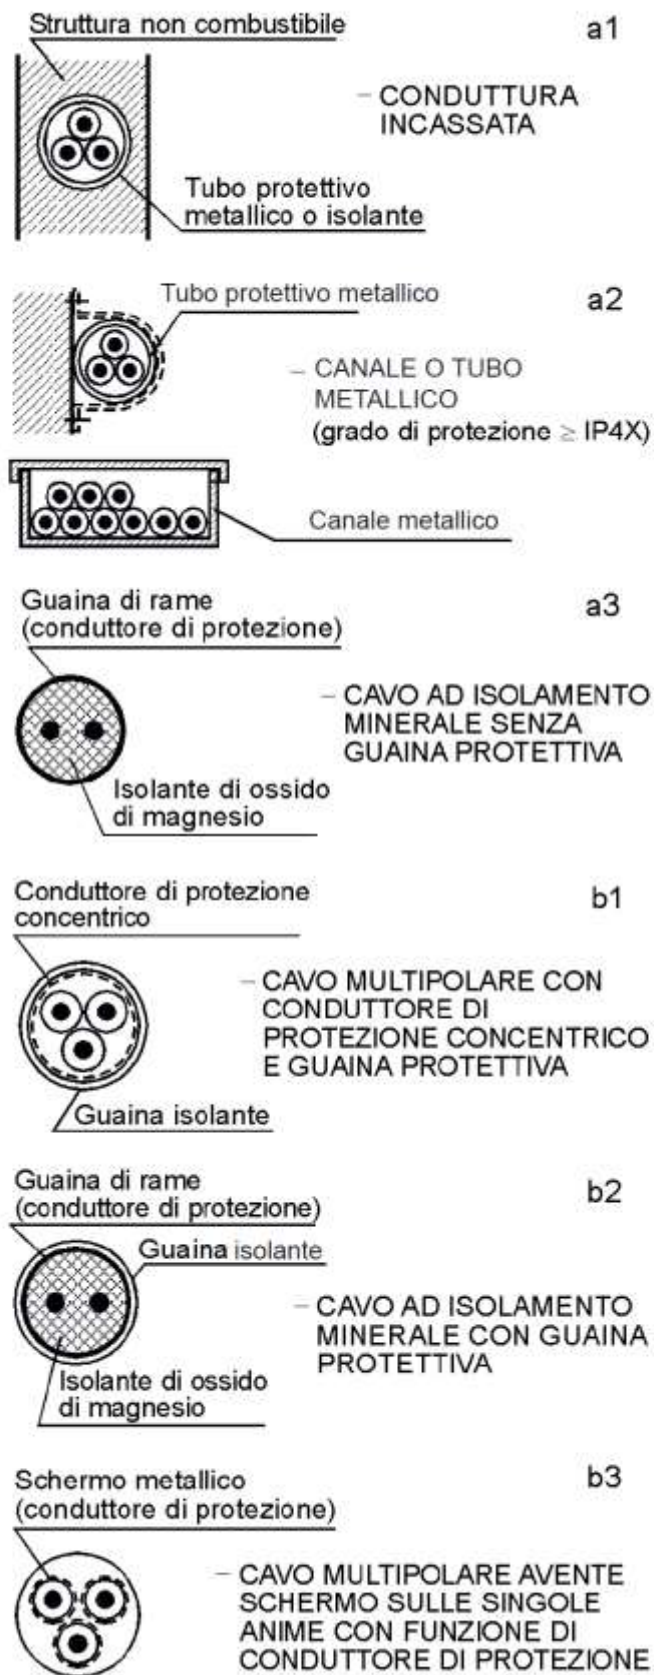 Struttura non combustibile
a1
– CONDUTTURA
INCASSATA
Tubo protettivo
metallico o isolante
Tubo protettivo metallico
a2
– CANALE O TUBO
METALLICO
(grado di protezione ≥ IP4X)
Canale metallico
Guaina di rame
(conduttore di protezione)
a3
– CAVO AD ISOLAMENTO
MINERALE SENZA
GUAINA PROTETTIVA
Isolante di ossido
di magnesio
Conduttore di protezione
concentrico
b1
– CAVO MULTIPOLARE CON
CONDUTTORE DI
PROTEZIONE CONCENTRICO
E GUAINA PROTETTIVA
Guaina isolante
Guaina di rame
(conduttore di protezione)
b2
Guaina isolante
– CAVO AD ISOLAMENTO
MINERALE CON GUAINA
PROTETTIVA
Isolante di ossido
di magnesio
Schermo metallico
(conduttore di protezione)
b3
– CAVO MULTIPOLARE AVENTE
SCHERMO SULLE SINGOLE
ANIME CON FUNZIONE DI
CONDUTTORE DI PROTEZIONE